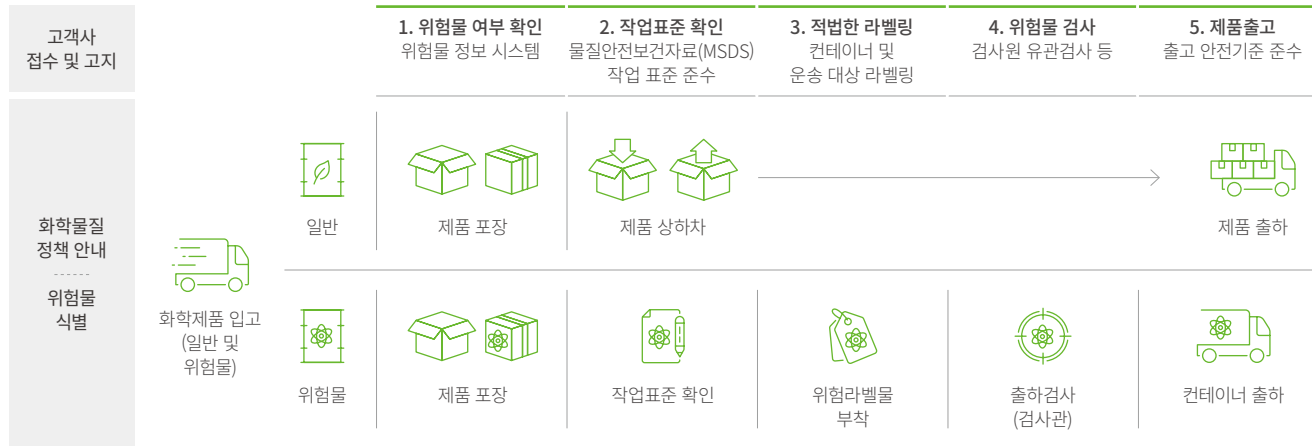 고객사
접수 및 고지
1. 위험물 여부 확인
위험물 정보 시스템
2. 작업표준 확인
물질안전보건자료(MSDS)
작업 표준 준수
3. 적법한 라벨링
컨테이너 및
운송 대상 라벨링
4. 위험물 검사
검사원 유관검사 등
5. 제품출고
출고 안전기준 준수
화학물질
정책 안내
위험물
식별
화학제품 입고
(일반 및
위험물)
일반
제품 포장
제품 상하차
제품 출하
위험물
제품 포장
작업표준 확인
위험라벨물
부착
출하검사
(검사관)
컨테이너 출하